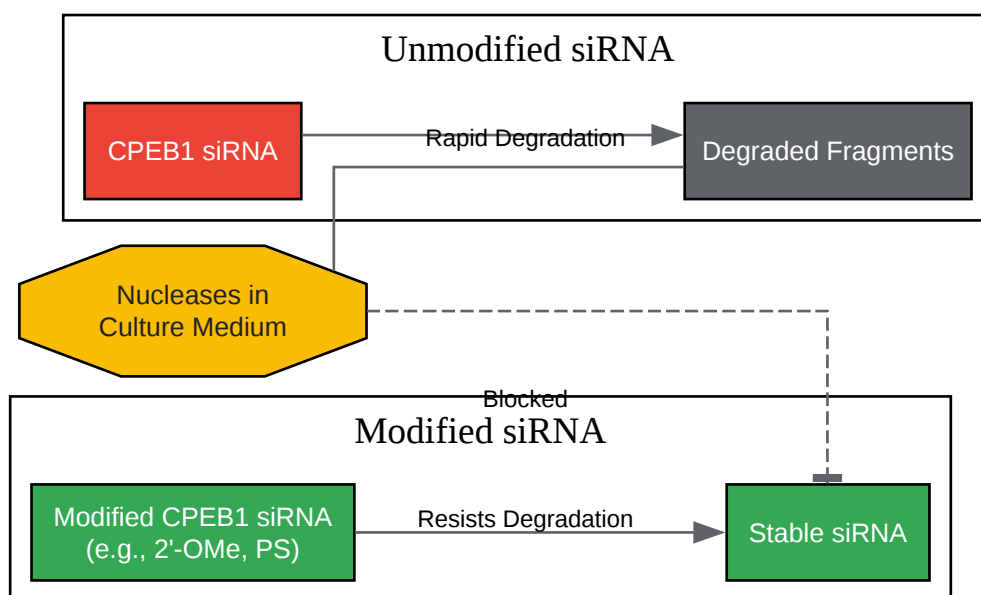 Unmodified siRNA
CPEB1 siRNA
Rapid Degradation
Degraded Fragments
Nucleases in
Culture Medium
Blocked
Modified siRNA
Modified CPEB1 siRNA
(e.g., 2'-OMe, PS)
Resists Degradation
Stable siRNA